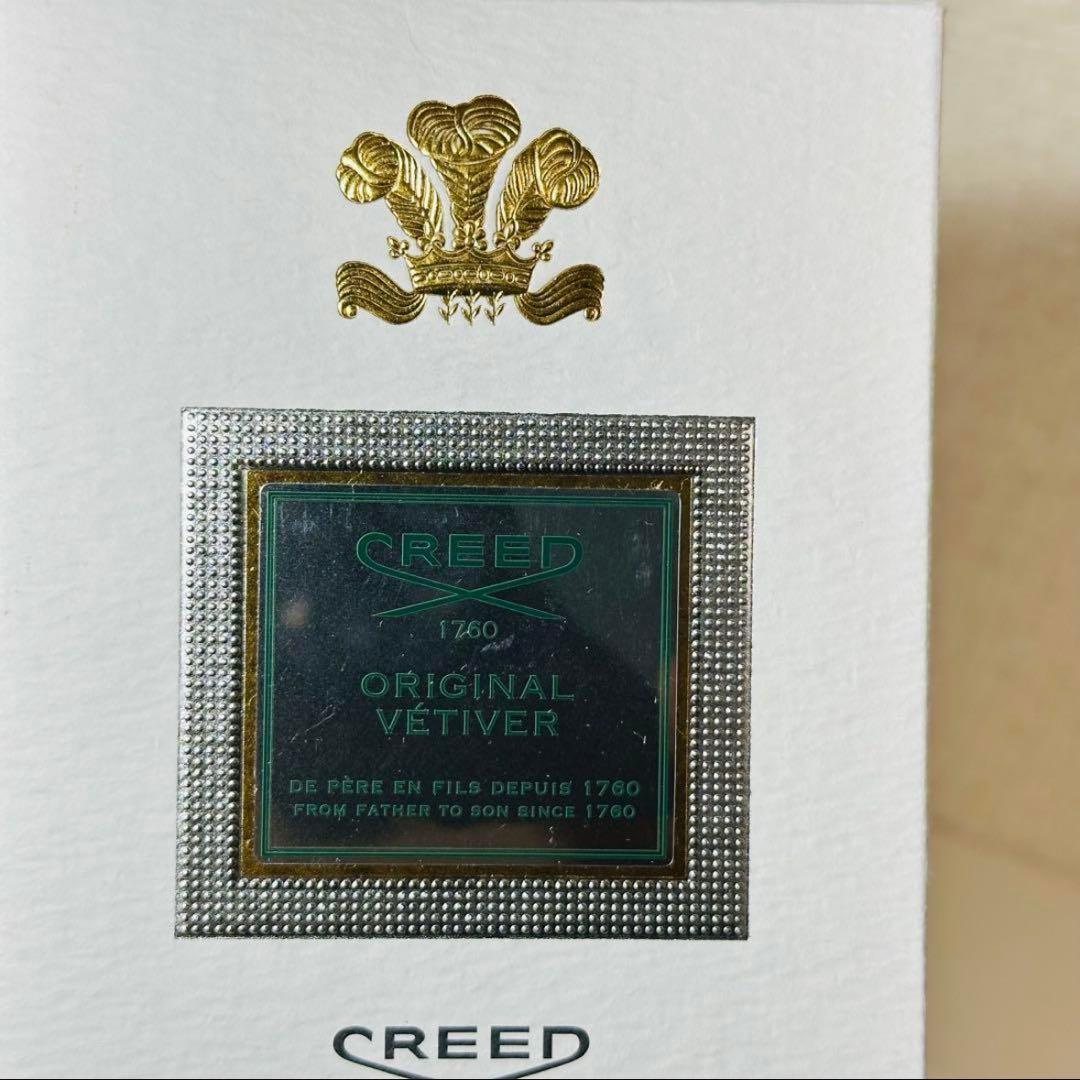 CREED
1760
ORIGINAL
VÉTIVER
DE PÈRE EN FILS DEPUIS 1760
FROM FATHER TO SON SINCE 1760
CREED